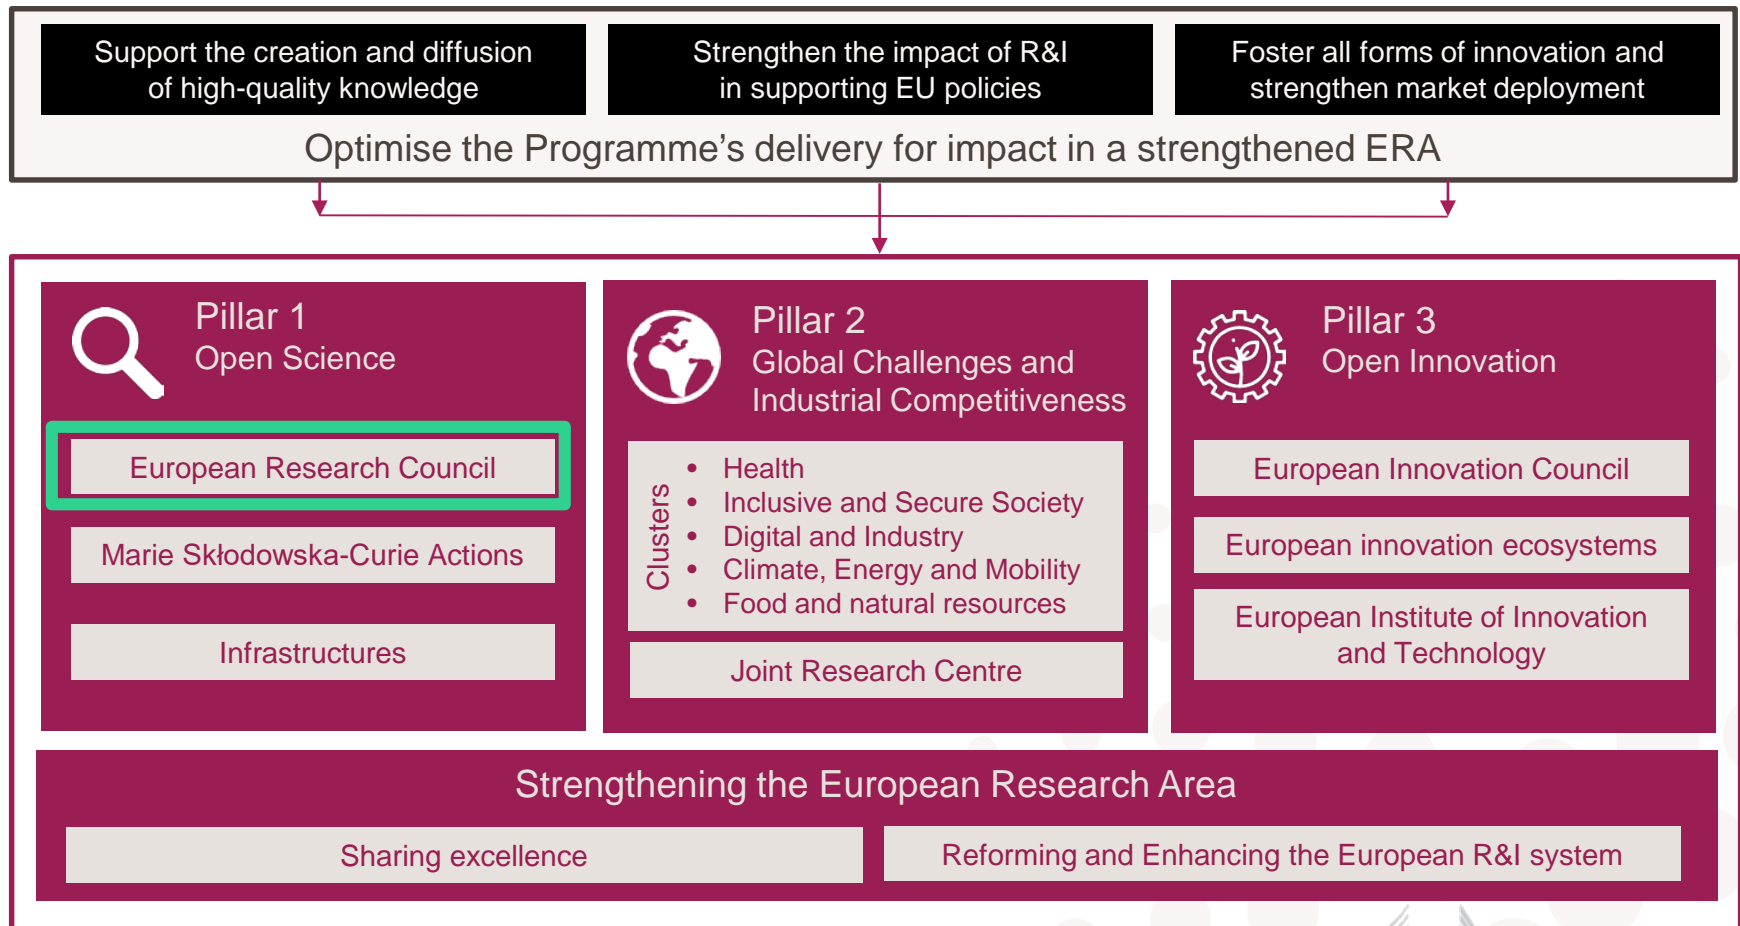 Support the creation and diffusion
of high-quality knowledge
Strengthen the impact of R&I
in supporting EU policies
Foster all forms of innovation and
strengthen market deployment
Optimise the Programme’s delivery for impact in a strengthened ERA
Pillar 1
Open Science
European Research Council
Marie Skłodowska-Curie Actions
Infrastructures
Pillar 2
Global Challenges and
Industrial Competitiveness
Clusters
• Health
• Inclusive and Secure Society
• Digital and Industry
• Climate, Energy and Mobility
• Food and natural resources
Joint Research Centre
Pillar 3
Open Innovation
European Innovation Council
European innovation ecosystems
European Institute of Innovation
and Technology
Strengthening the European Research Area
Sharing excellence
Reforming and Enhancing the European R&I system